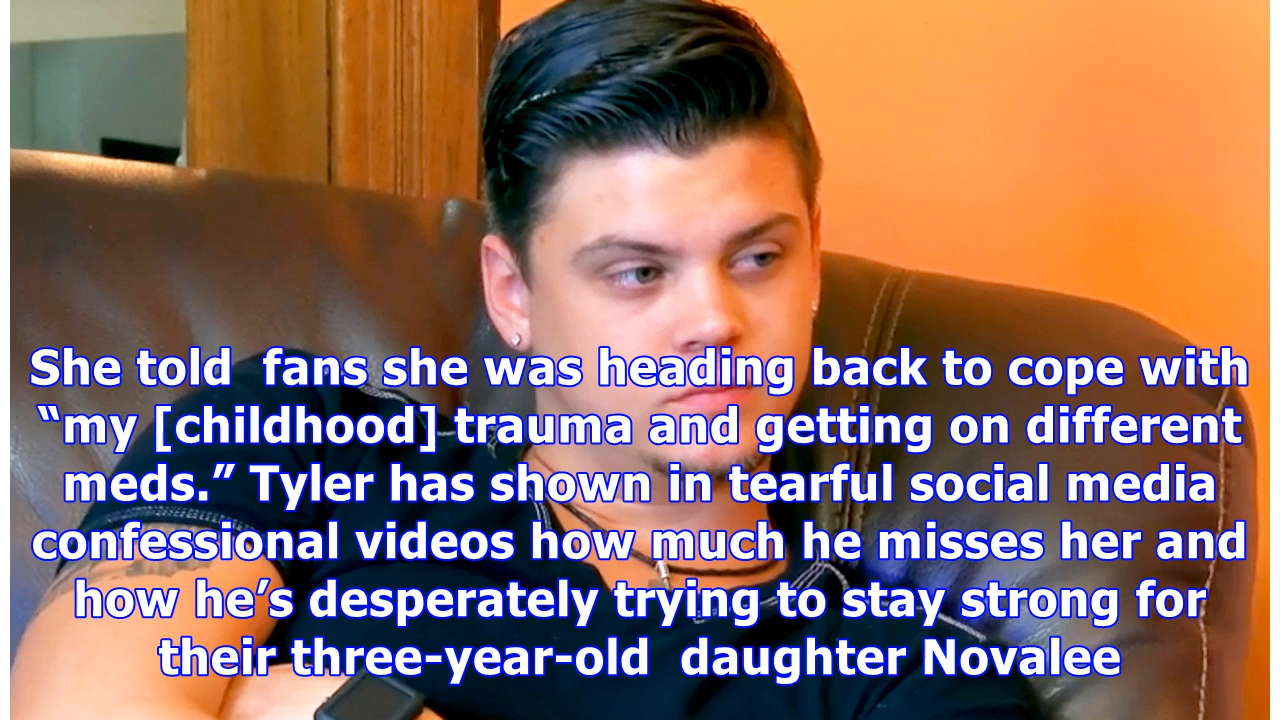 She told  fans she was heading back to cope with
“my [childhood] trauma and getting on different
meds.” Tyler has shown in tearful social media
confessional videos how much he misses her and
how he’s desperately trying to stay strong for
their three-year-old  daughter Novalee